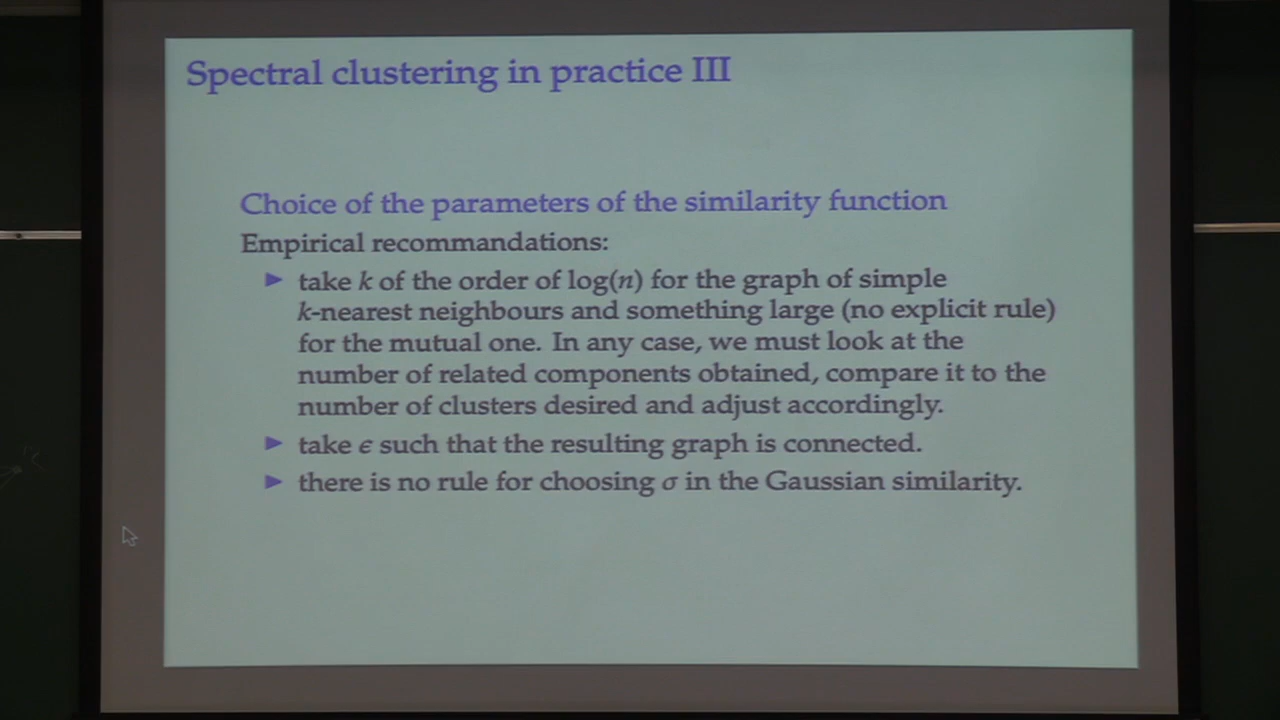 Spectral clustering in practice III
Choice of the parameters of the similarity function
Empirical recommandations:
▶ take k of the order of log(n) for the graph of simple
k-nearest neighbours and something large (no explicit rule)
for the mutual one. In any case, we must look at the
number of related components obtained, compare it to the
number of clusters desired and adjust accordingly.
▶ take ϵ such that the resulting graph is connected.
▶ there is no rule for choosing σ in the Gaussian similarity.